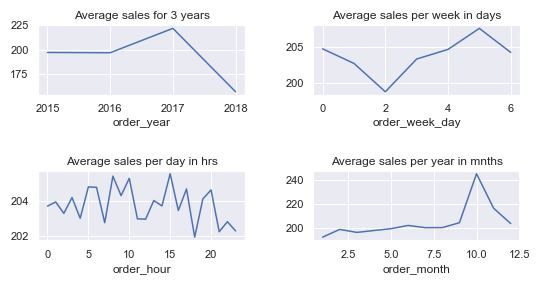 Average sales for 3 years
225
200
175
2015 2016 2017 2018
order_year
Average sales per week in days
205
200
0 2 4 6
order_week_day
Average sales per day in hrs
204
202
0 5 10 15 20
order_hour
Average sales per year in mnths
240
220
200
2.5 5.0 7.5 10.0 12.5
order_month